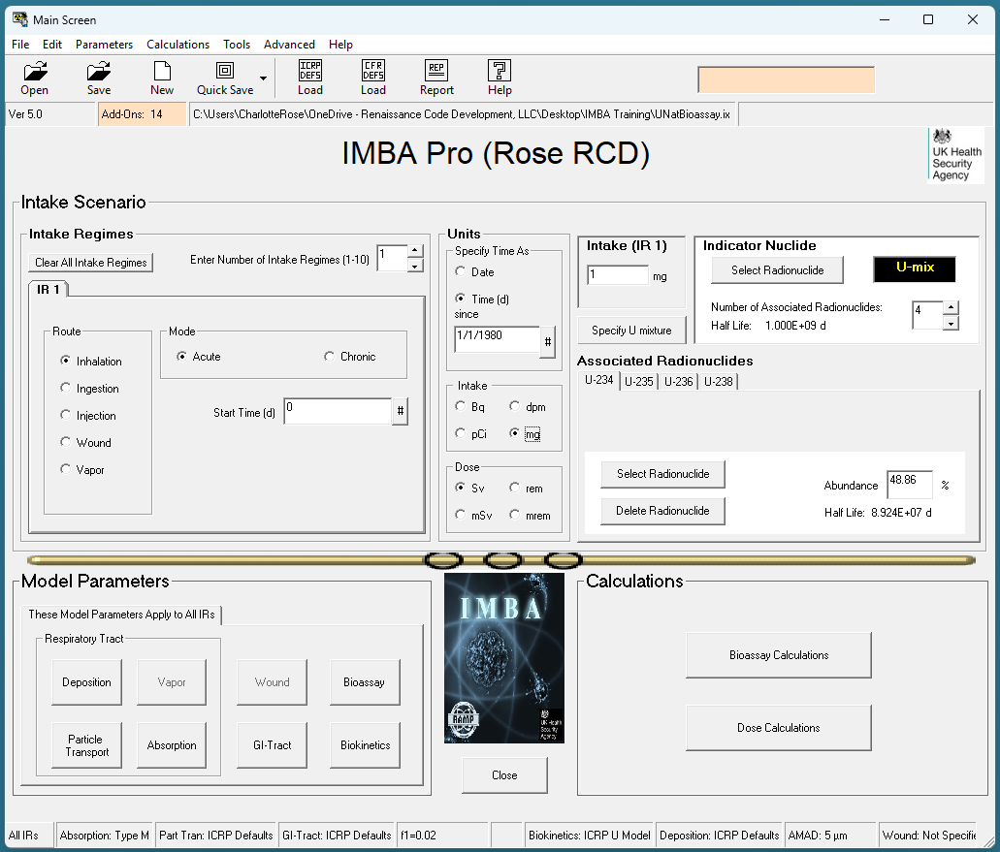 Main Screen
File Edit Parameters Calculations Tools Advanced Help
ICRP DEFS CFR DEFS REP ?
Open Save New Quick Save Load Load Report Help
Ver 5.0 Add-Ons: 14 C:\Users\CharlotteRose\OneDrive - Renaissance Code Development, LLC\Desktop\IMBA Training\UNatBioassay.ix
IMBA Pro (Rose RCD)
UK Health
Security
Agency
Intake Scenario
Intake Regimes
Clear All Intake Regimes Enter Number of Intake Regimes (1-10) 1
IR 1
Route
Inhalation
Ingestion
Injection
Wound
Vapor
Mode
Acute Chronic
Start Time (d) 0 #
Units
Specify Time As
Date
Time (d)
since
1/1/1980 #
Intake
Bq dpm
pCi mg
Dose
Sv rem
mSv mrem
Intake (IR 1)
1 mg
Specify U mixture
Indicator Nuclide
Select Radionuclide U-mix
Number of Associated Radionuclides: 4
Half Life: 1.000E+09 d
Associated Radionuclides
U-234 U-235 U-236 U-238
Select Radionuclide
Delete Radionuclide
Abundance 48.86 %
Half Life: 8.924E+07 d
Model Parameters
These Model Parameters Apply to All IRs
Respiratory Tract
Deposition Vapor Wound Bioassay
Particle
Transport
Absorption GI-Tract Biokinetics
IMBA
RAMP
UK Health
Security
Agency
Close
Calculations
Bioassay Calculations
Dose Calculations
All IRs Absorption: Type M Part Tran: ICRP Defaults GI-Tract: ICRP Defaults f1=0.02 Biokinetics: ICRP U Model Deposition: ICRP Defaults AMAD: 5 µm Wound: Not Specifie